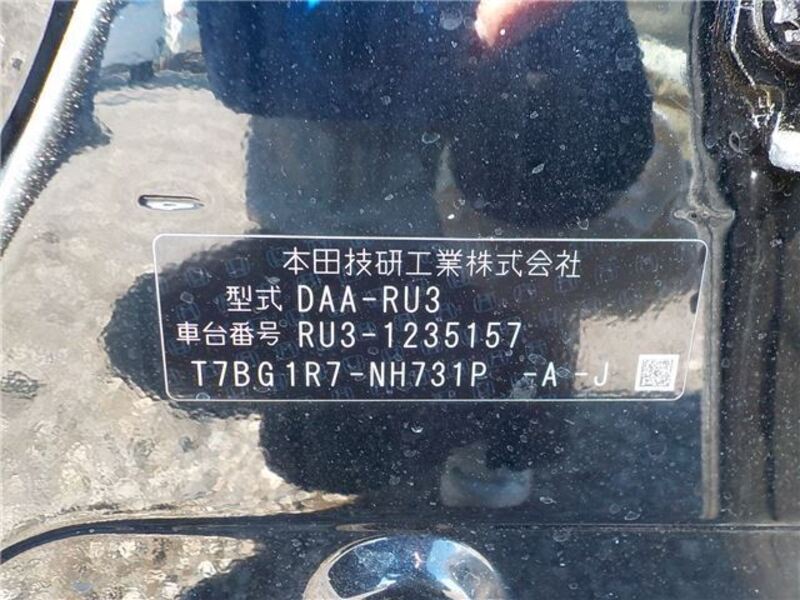 本田技研工業株式会社
型式 DAA-RU3
車台番号 RU3-1235157
T7BG1R7-NH731P -A -J